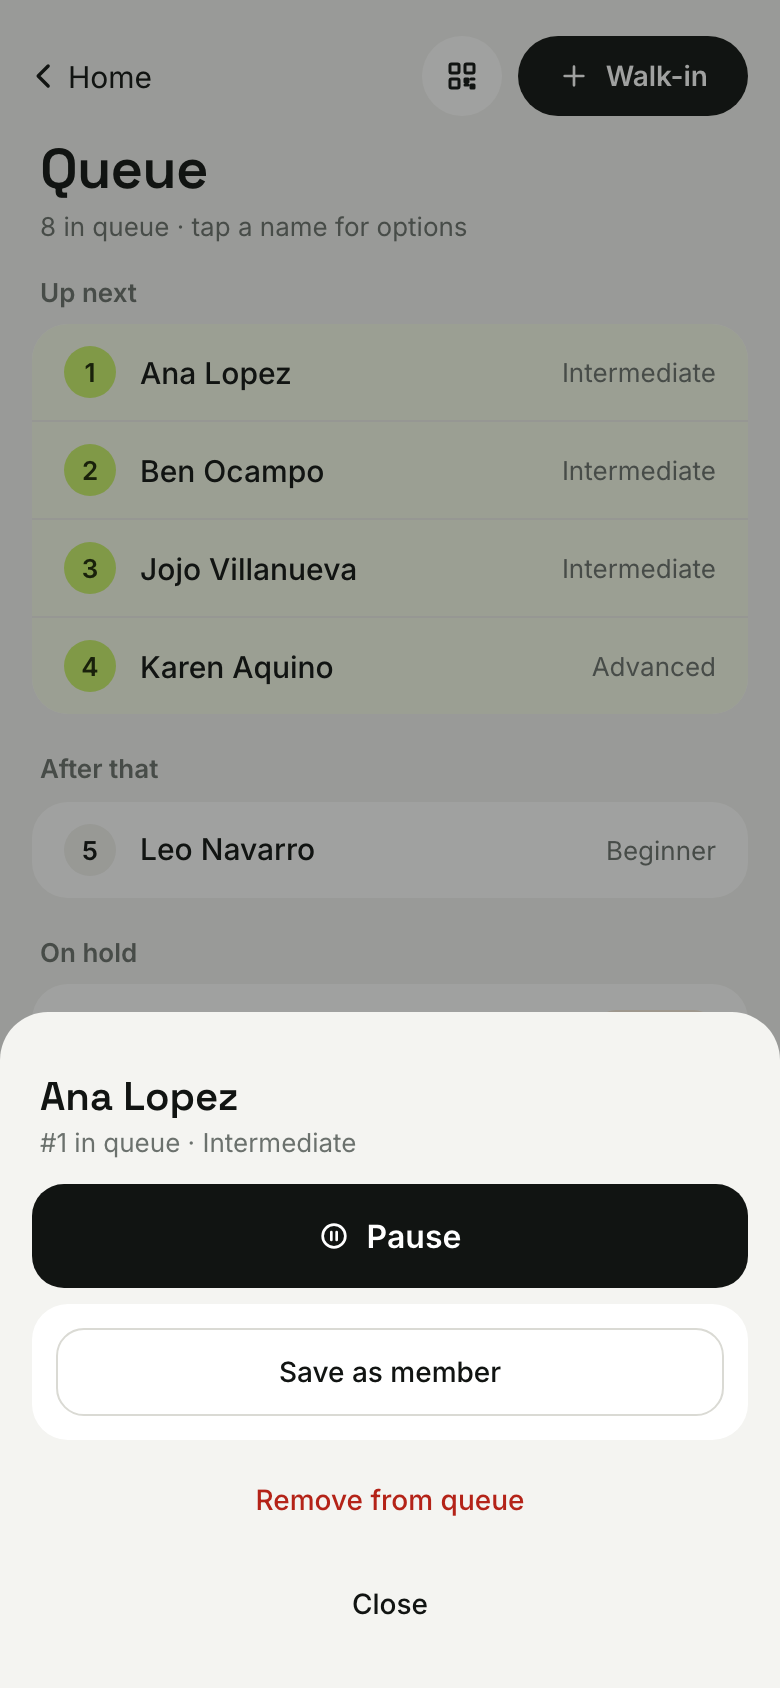 Home
Walk-in
Queue
8 in queue · tap a name for options
Up next
1 Ana Lopez Intermediate
2 Ben Ocampo Intermediate
3 Jojo Villanueva Intermediate
4 Karen Aquino Advanced
After that
5 Leo Navarro Beginner
On hold
Ana Lopez
#1 in queue · Intermediate
Pause
Save as member
Remove from queue
Close